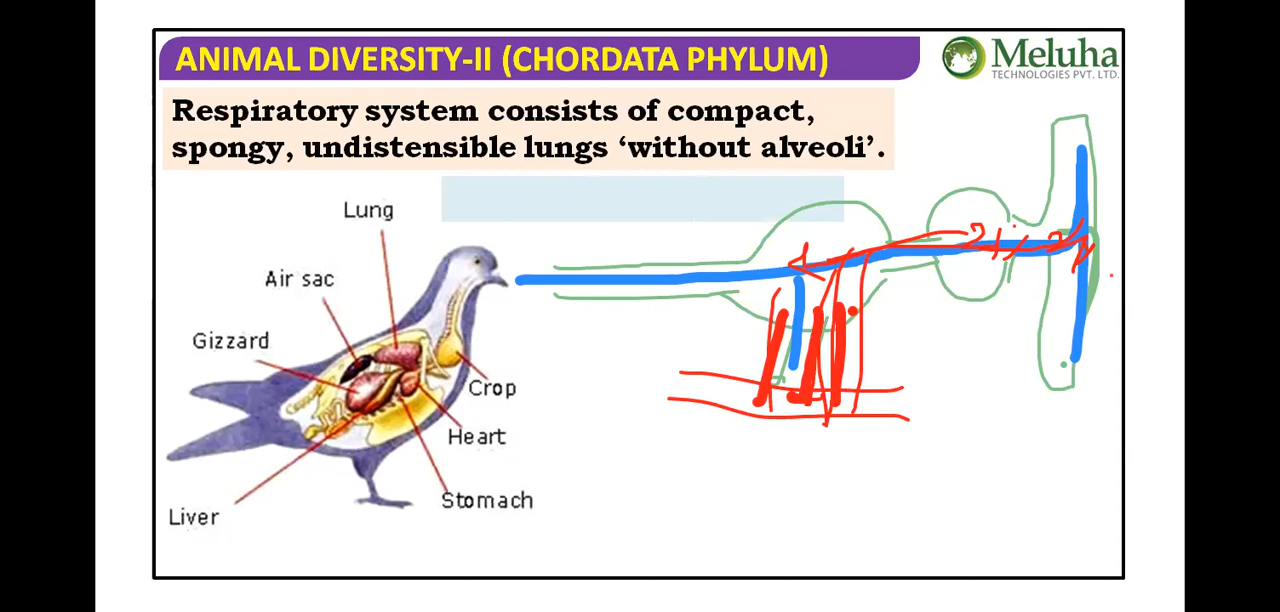 ANIMAL DIVERSITY-II (CHORDATA PHYLUM)
Meluha
TECHNOLOGIES PVT. LTD.
Respiratory system consists of compact,
spongy, undistensible lungs ‘without alveoli’.
Lung
Air sac
Gizzard
Crop
Heart
Stomach
Liver